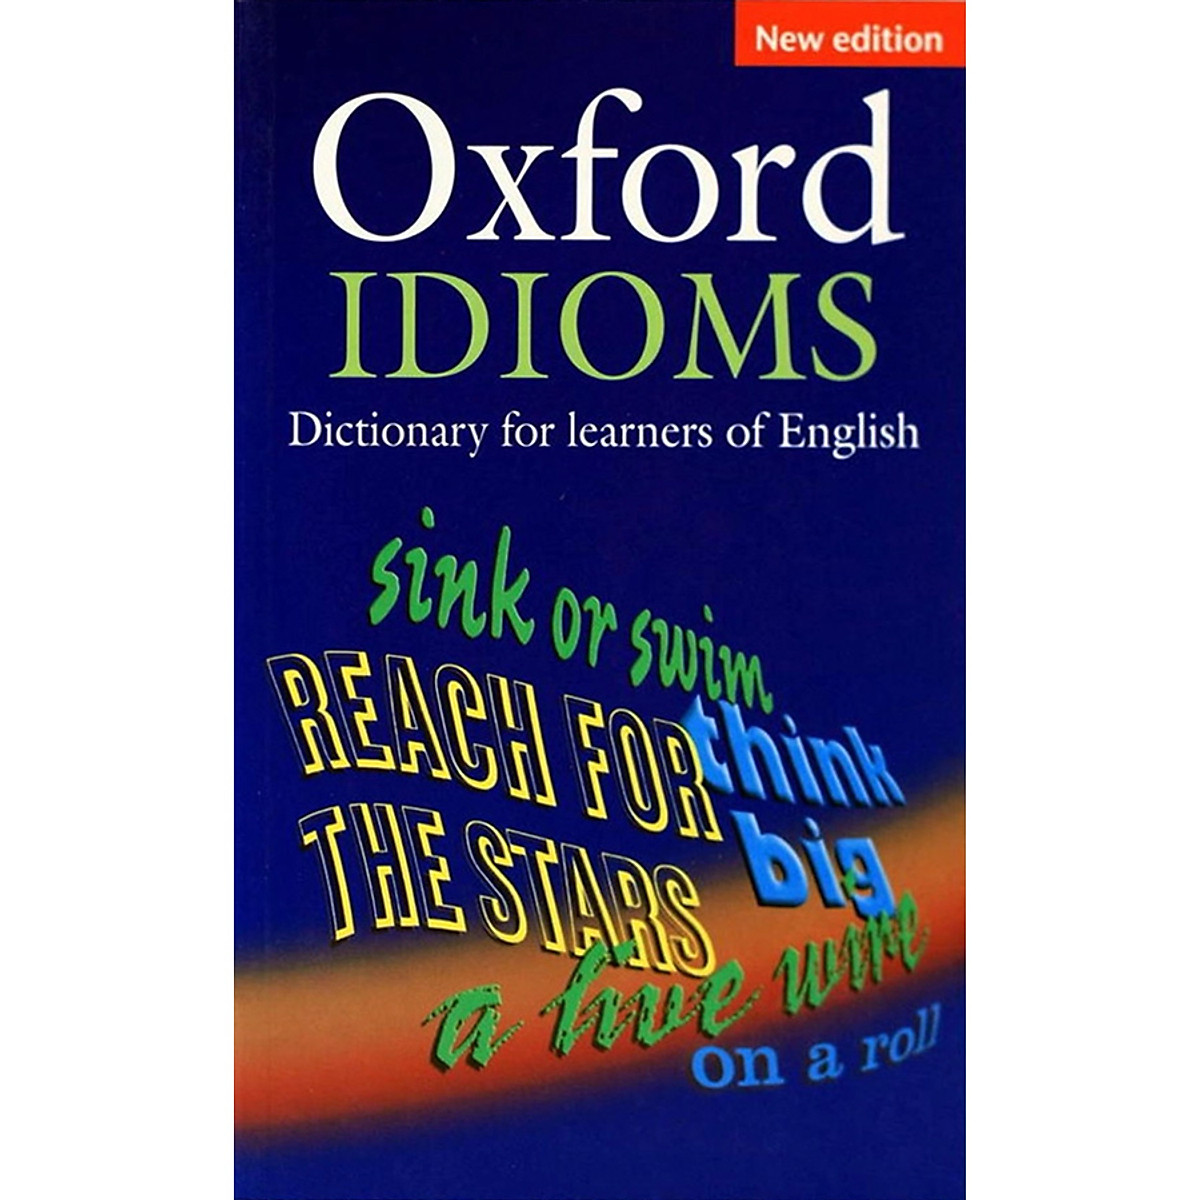 New edition
Oxford
IDIOMS
Dictionary for learners of English
sink or swim
REACH FOR
THE STARS
think
big
a live wire
on a roll